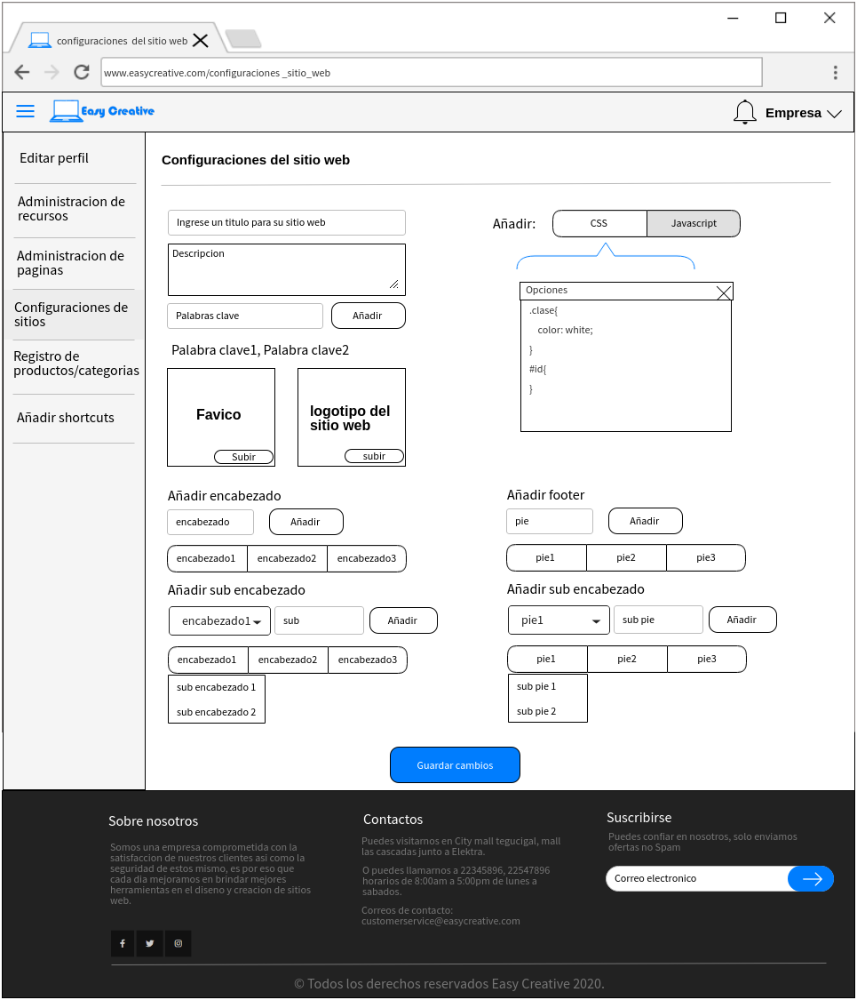 configuraciones  del sitio web
www.easycreative.com/configuraciones _sitio_web
Easy Creative
Empresa
Editar perfil
Administracion de
recursos
Administracion de
paginas
Configuraciones de
sitios
Registro de
productos/categorias
Añadir shortcuts
Configuraciones del sitio web
Ingrese un titulo para su sitio web
Descripcion
Palabras clave
Añadir
Palabra clave1, Palabra clave2
Favico
Subir
logotipo del
sitio web
subir
Añadir:
CSS
Javascript
Opciones
.clase{
color: white;
}
#id{
}
Añadir encabezado
encabezado
Añadir
encabezado1
encabezado2
encabezado3
Añadir sub encabezado
encabezado1
sub
Añadir
encabezado1
encabezado2
encabezado3
sub encabezado 1
sub encabezado 2
Añadir footer
pie
Añadir
pie1
pie2
pie3
Añadir sub encabezado
pie1
sub pie
Añadir
pie1
pie2
pie3
sub pie 1
sub pie 2
Guardar cambios
Sobre nosotros
Somos una empresa comprometida con la
satisfaccion de nuestros clientes asi como la
seguridad de estos mismo, es por eso que
cada dia mejoramos en brindar mejores
herramientas en el diseno y creacion de sitios
web.
Contactos
Puedes visitarnos en City mall tegucigal, mall
las cascadas junto a Elektra.
O puedes llamarnos a 22345896, 22547896
horarios de 8:00am a 5:00pm de lunes a
sabados.
Correos de contacto:
customerservice@easycreative.com
Suscribirse
Puedes confiar en nosotros, solo enviamos
ofertas no Spam
Correo electronico
© Todos los derechos reservados Easy Creative 2020.